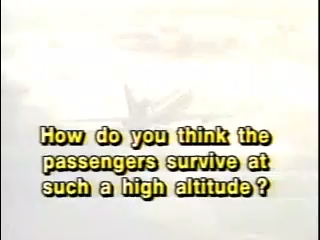 How do you think the
passengers survive at
such a high altitude?